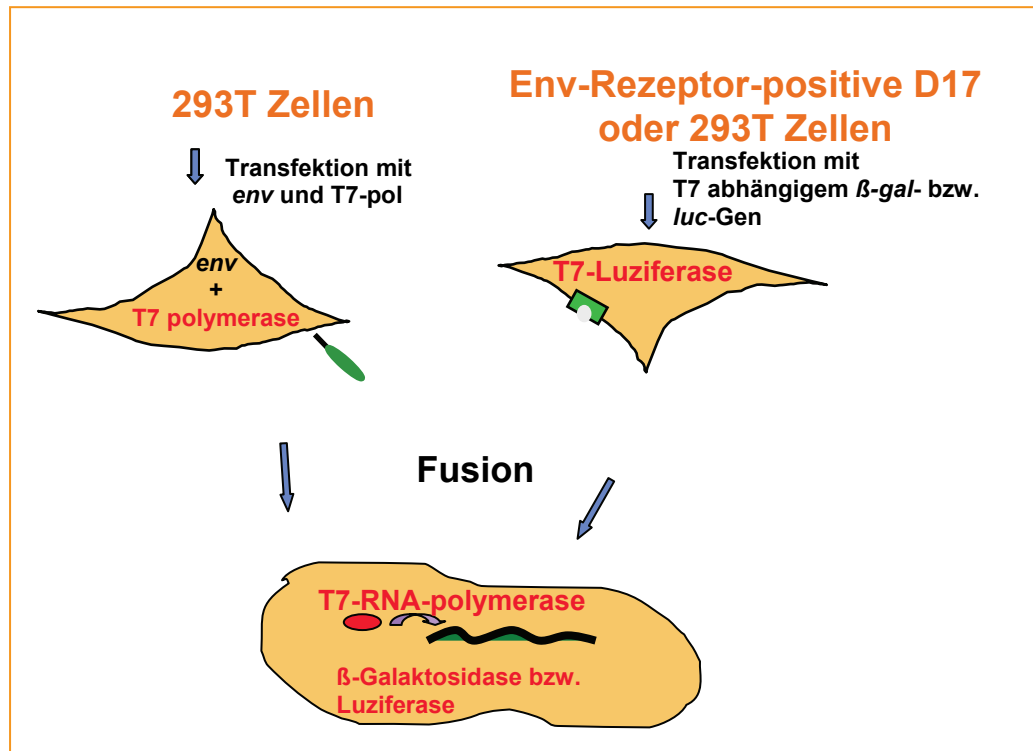 293T Zellen
Transfektion mit
env und T7-pol
env
+
T7 polymerase
Env-Rezeptor-positive D17
oder 293T Zellen
Transfektion mit
T7 abhängigem ß-gal- bzw.
luc-Gen
T7-Luziferase
Fusion
T7-RNA-polymerase
ß-Galaktosidase bzw.
Luziferase